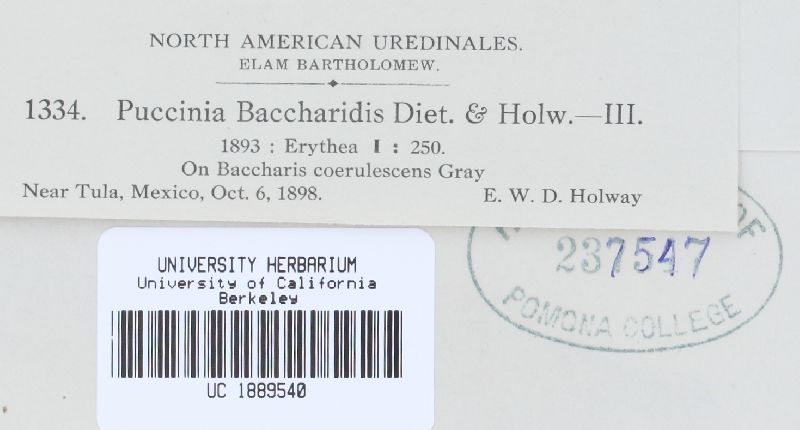 NORTH AMERICAN UREDINALES.
ELAM BARTHOLOMEW.
1334. Puccinia Baccharidis Diet. & Holw.—III.
1893 : Erythea I : 250.
On Baccharis coerulescens Gray
Near Tula, Mexico, Oct. 6, 1898. E. W. D. Holway
OF
237547
POMONA COLLEGE
UNIVERSITY HERBARIUM
University of California
Berkeley
UC 1889540